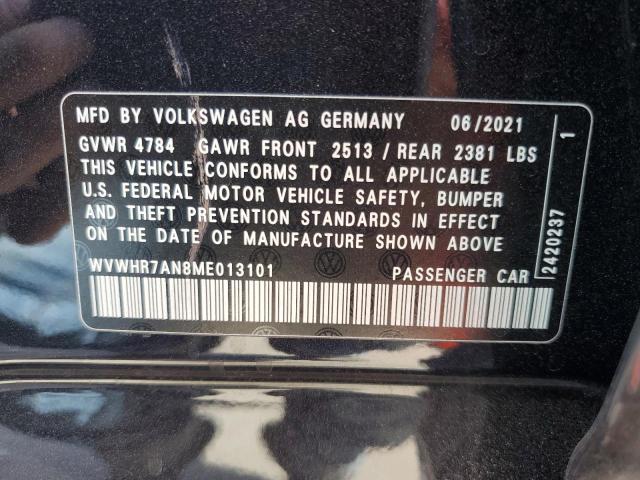 MFD BY VOLKSWAGEN AG GERMANY 06/2021
GVWR 4784 GAWR FRONT 2513 / REAR 2381 LBS
THIS VEHICLE CONFORMS TO ALL APPLICABLE
U.S. FEDERAL MOTOR VEHICLE SAFETY, BUMPER
AND THEFT PREVENTION STANDARDS IN EFFECT
ON THE DATE OF MANUFACTURE SHOWN ABOVE
WVWHR7AN8ME013101 PASSENGER CAR
2420237 1